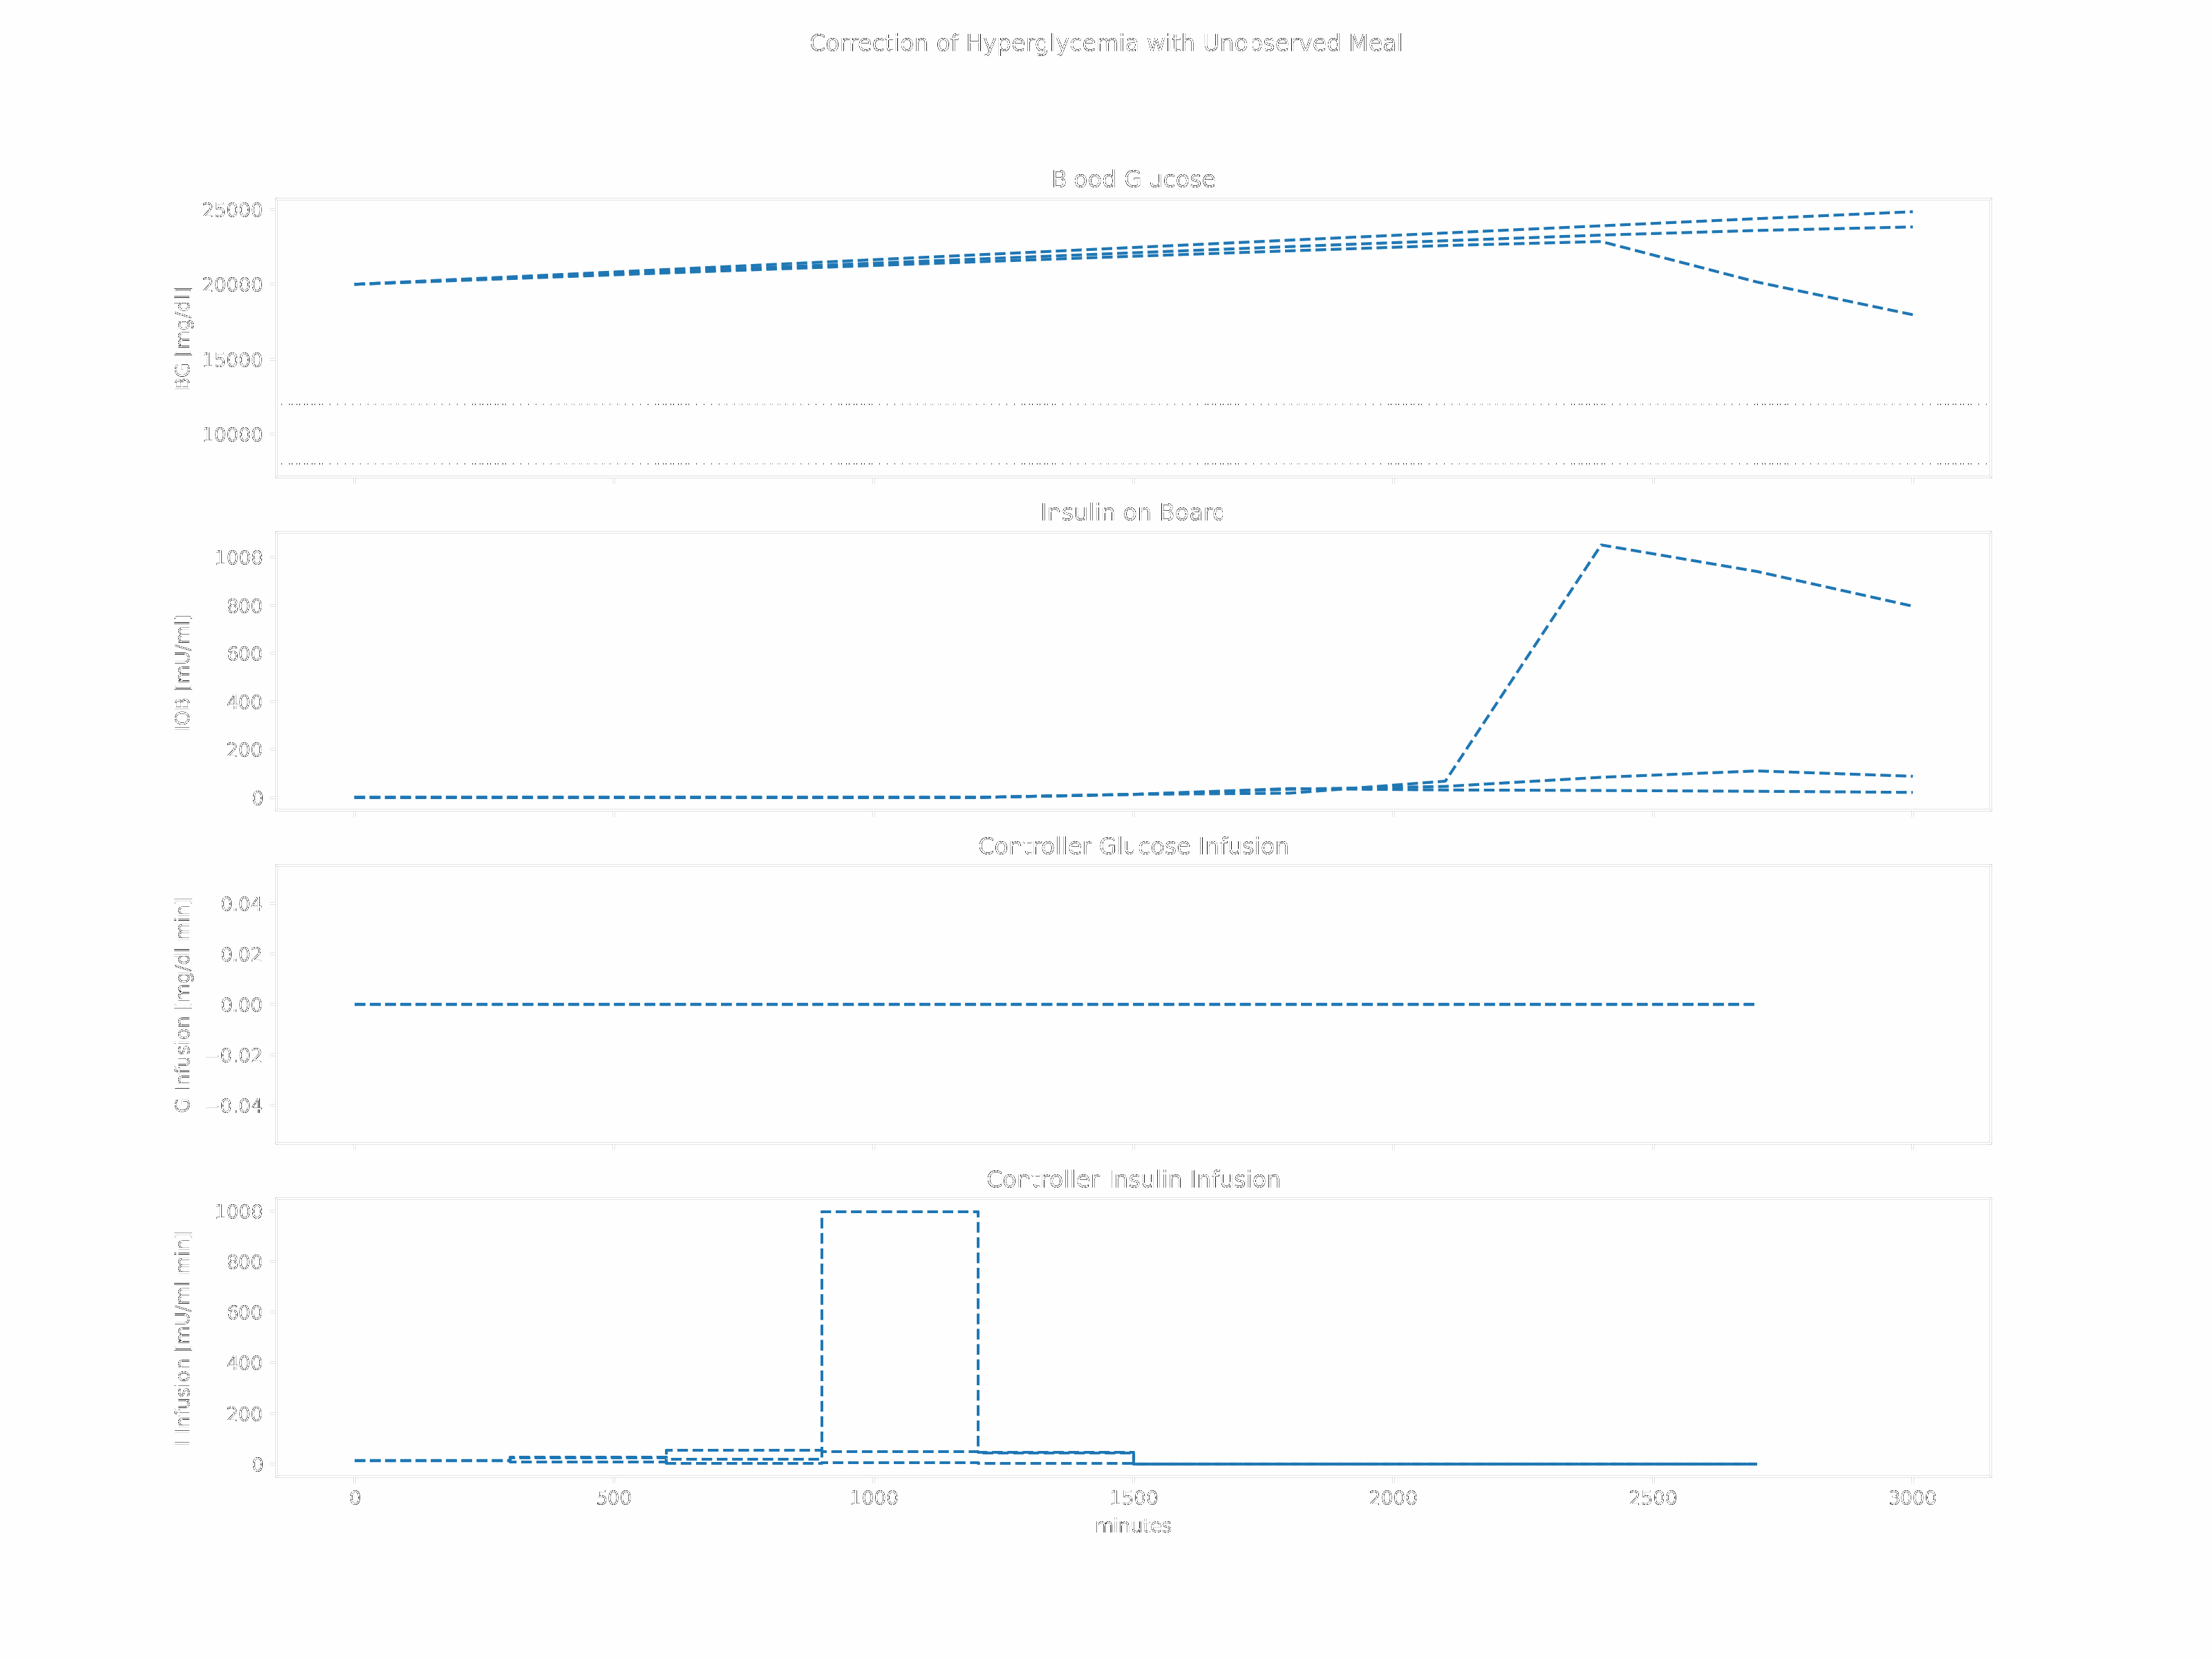 Correction of Hyperglycemia with Unobserved Meal
Blood Glucose
BG [mg/dl]
25000
20000
15000
10000
Insulin on Board
IOB [mU/ml]
1000
800
600
400
200
0
Controller Glucose Infusion
G Infusion [mg/dl min]
0.04
0.02
0.00
−0.02
−0.04
Controller Insulin Infusion
I Infusion [mU/ml min]
1000
800
600
400
200
0
0 500 1000 1500 2000 2500 3000
minutes